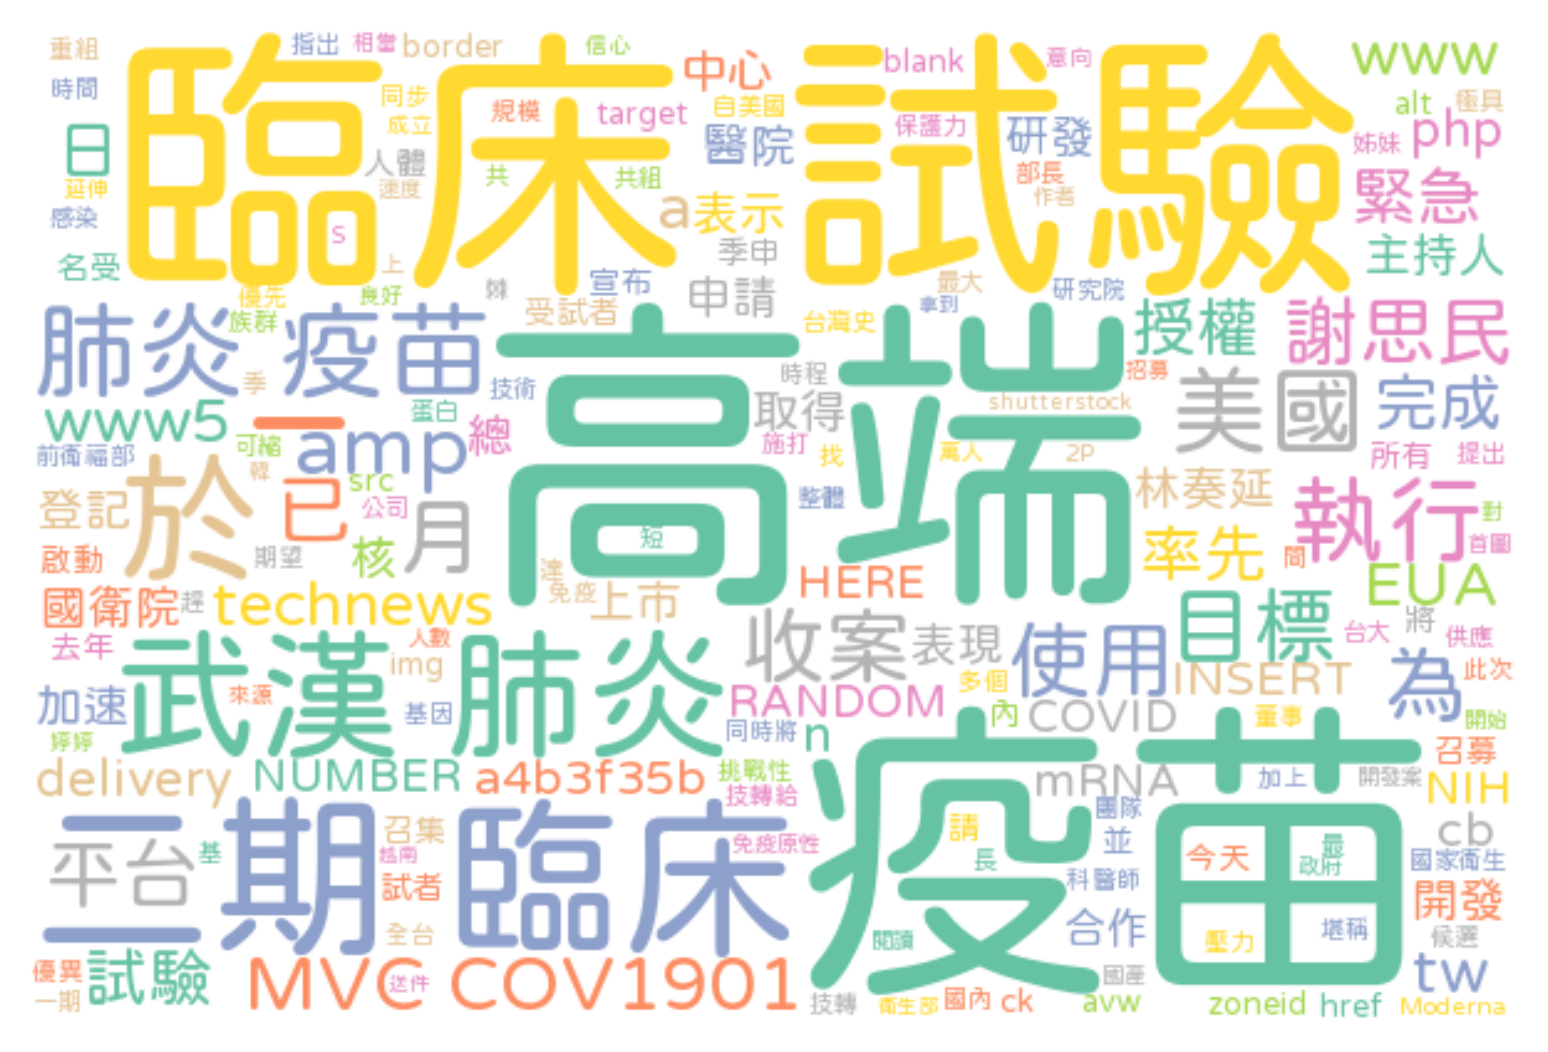 重組 指出 相當 border 信心 中心 blank 意向 www
時間 臨床試驗 同步 規模 target 自美國 alt 極具
日 成立 醫院 保護力 研發 姊妹 php
延伸 人體 速度 共 共組 部長 作者 緊急
感染 s a 表示 季申 主持人
名受 上 棘 宣布 申請 最大 研究院
優先 良好 族群 受試者 台灣史 拿到 授權 謝思民
肺炎 疫苗 季 技術 高端 時程 取得 shutterstock 招募 美國 完成
www5 一 amp 總 蛋白 施打 找 萬人 2P 所有 提出
前衛福部 可縮 韓 src 整體 林奏延
登記 於 已 公司 月 短 執行 對
啟動 期望 核 達 免疫 上市 HERE 率先 間 首圖 EUA
國衛院 趕 technews 收案 表現 使用 目標 台大 將 供應
去年 武漢肺炎 人數 img 多個 INSERT 為 此次
加速 來源 基因 RANDOM 同時將 n 內 COVID 董事 開始
婷婷 delivery NUMBER a4b3f35b 挑戰性 技轉給 疫苗 mRNA 加上 開發案 召募 NIH
二期臨床 平台 基 召集 越南 免疫原性 請 長 團隊 並 今天 最 政府 cb 國家衛生
試者 科醫師 開發
全台 閱讀 合作 壓力 堪稱 候選
優異 一期 試驗 MVC COV1901 送件 技轉 衛生部 國內 ck 國產 avw zoneid href tw Moderna